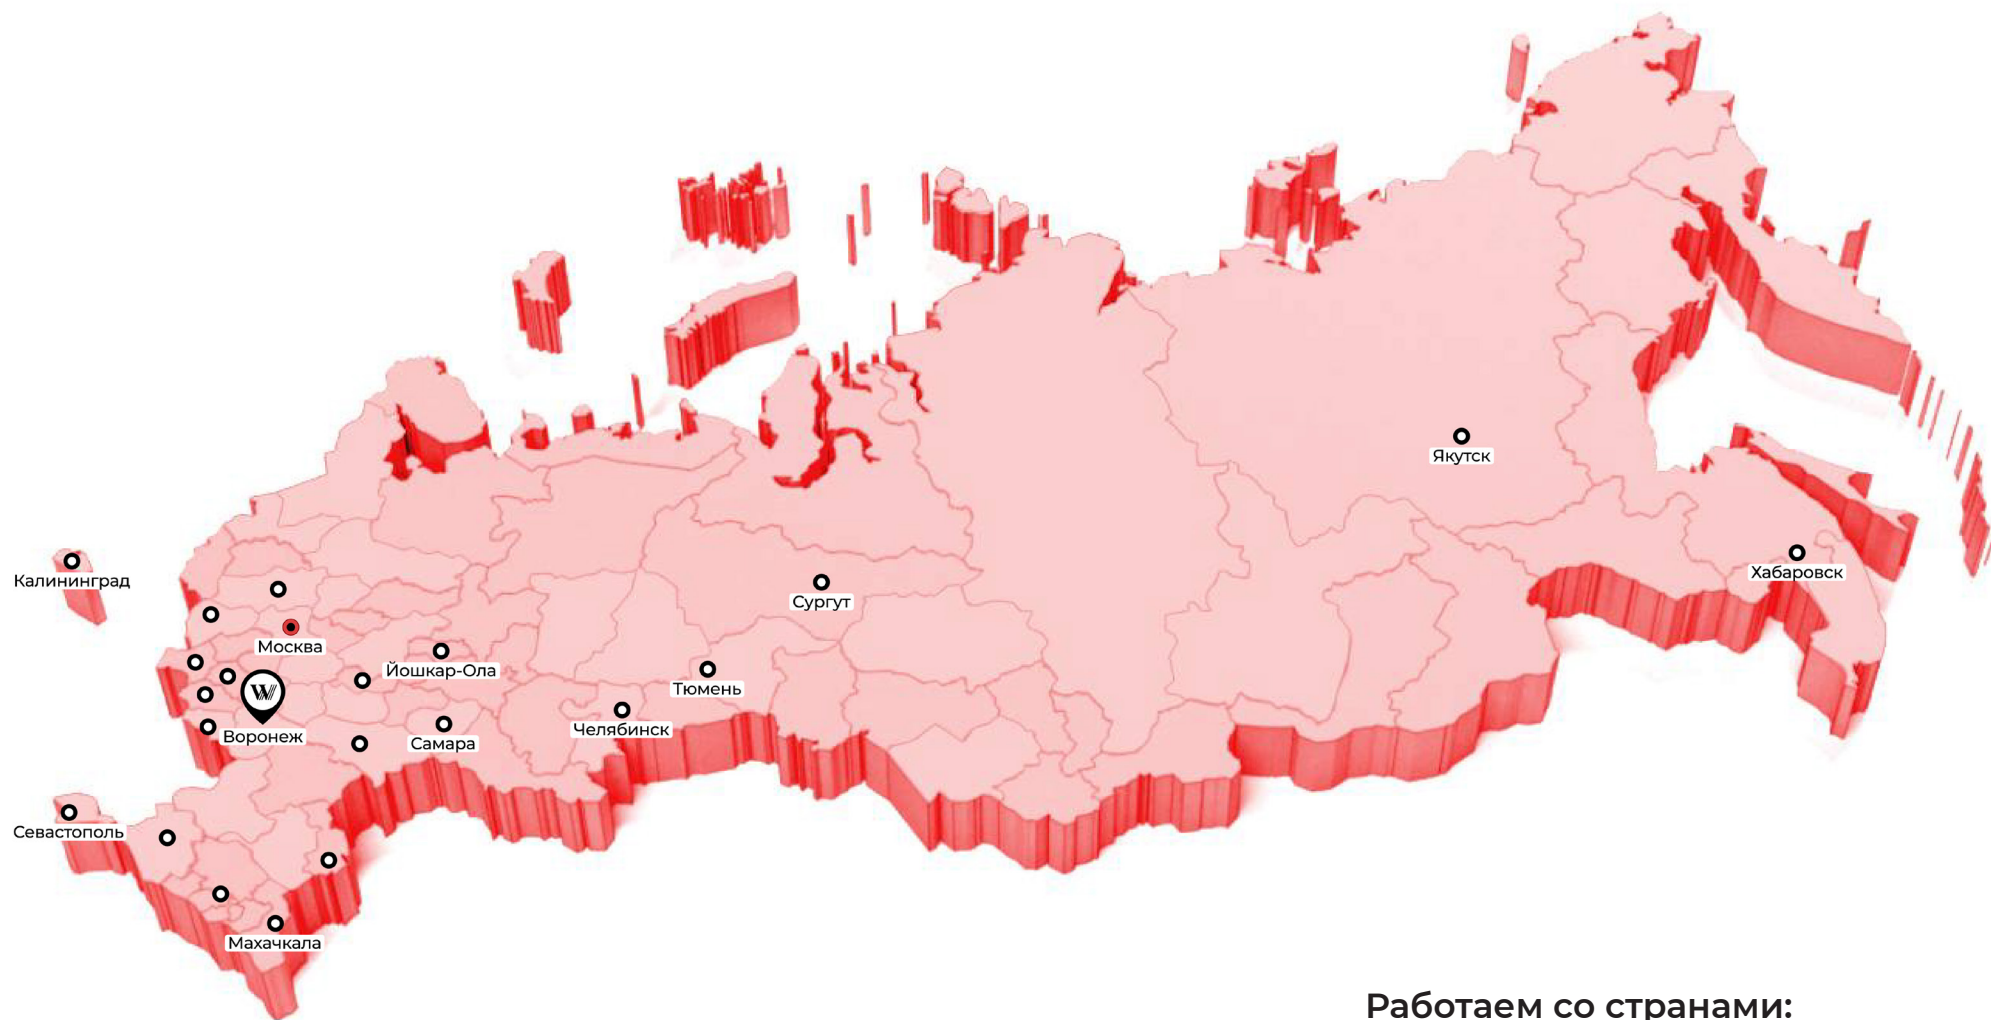 Якутск
Хабаровск
Калининград
Сургут
Москва
Йошкар-Ола
Тюмень
Челябинск
W
Воронеж
Самара
Севастополь
Махачкала
Работаем со странами: